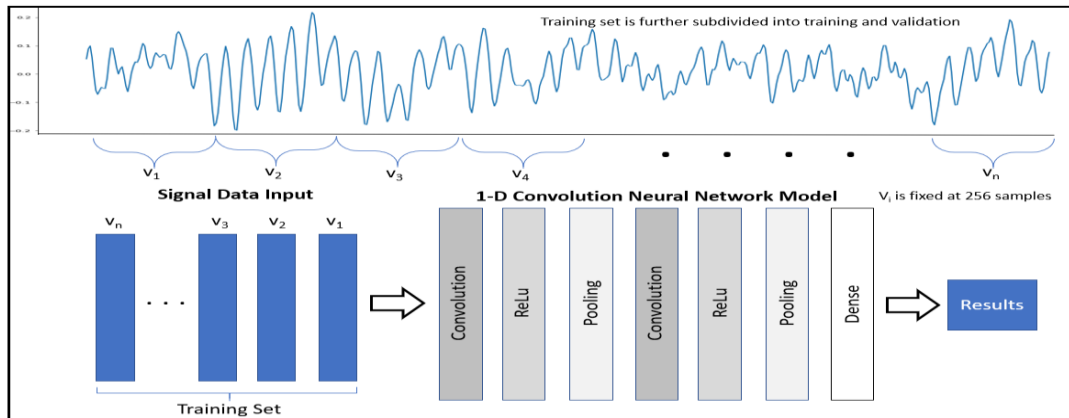 0.2
Training set is further subdivided into training and validation
0.1
0.0
-0.1
-0.2
v1 v2 v3 v4 vn
Signal Data Input
1-D Convolution Neural Network Model
Vi is fixed at 256 samples
vn v3 v2 v1
. . .
Convolution
ReLu
Pooling
Convolution
ReLu
Pooling
Dense
Results
Training Set